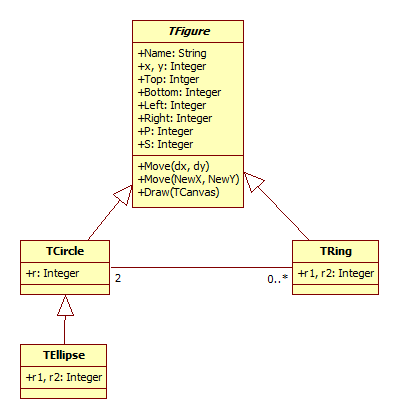 TFigure
+Name: String
+x, y: Integer
+Top: Intger
+Bottom: Integer
+Left: Integer
+Right: Integer
+P: Integer
+S: Integer
+Move(dx, dy)
+Move(NewX, NewY)
+Draw(TCanvas)
TCircle
+r: Integer
2
0..*
TRing
+r1, r2: Integer
TEllipse
+r1, r2: Integer